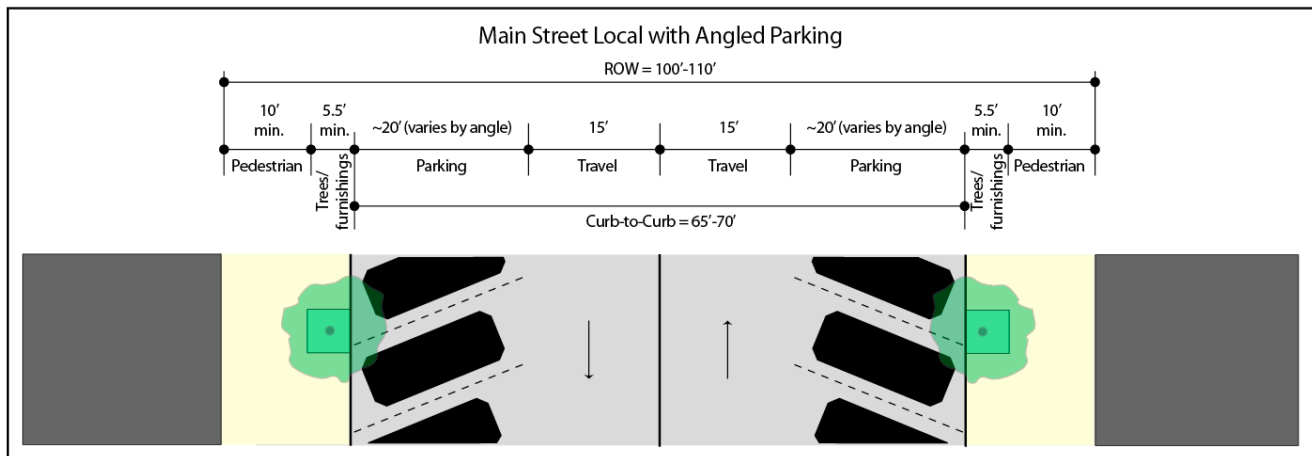 Main Street Local with Angled Parking
ROW = 100′-110′
10′
min.
5.5′
min.
~20′ (varies by angle)
15′
15′
~20′ (varies by angle)
5.5′
min.
10′
min.
Pedestrian
Trees/
furnishings
Parking
Travel
Travel
Parking
Trees/
furnishings
Pedestrian
Curb-to-Curb = 65′-70′